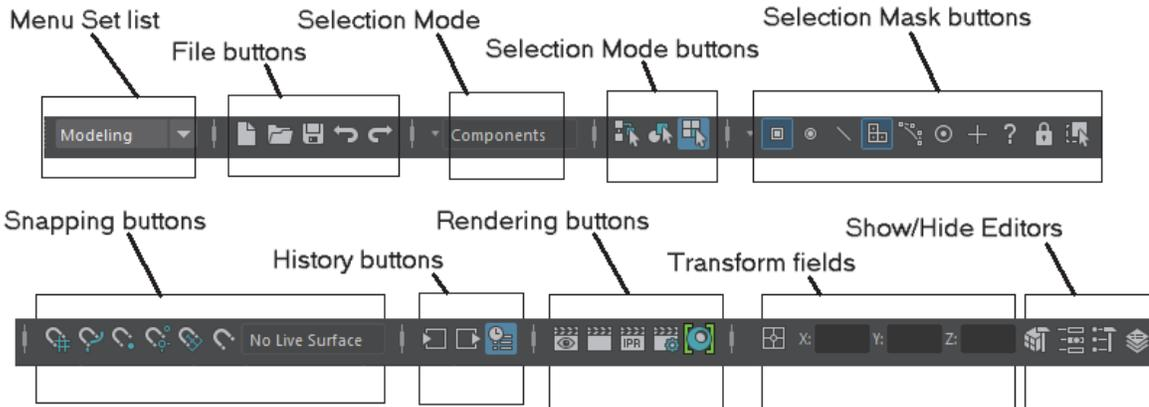 Menu Set list
Selection Mode
Selection Mask buttons
File buttons
Selection Mode buttons
Modeling
Components
?
Snapping buttons
Rendering buttons
Show/Hide Editors
History buttons
Transform fields
No Live Surface
IPR
X:
Y:
Z: